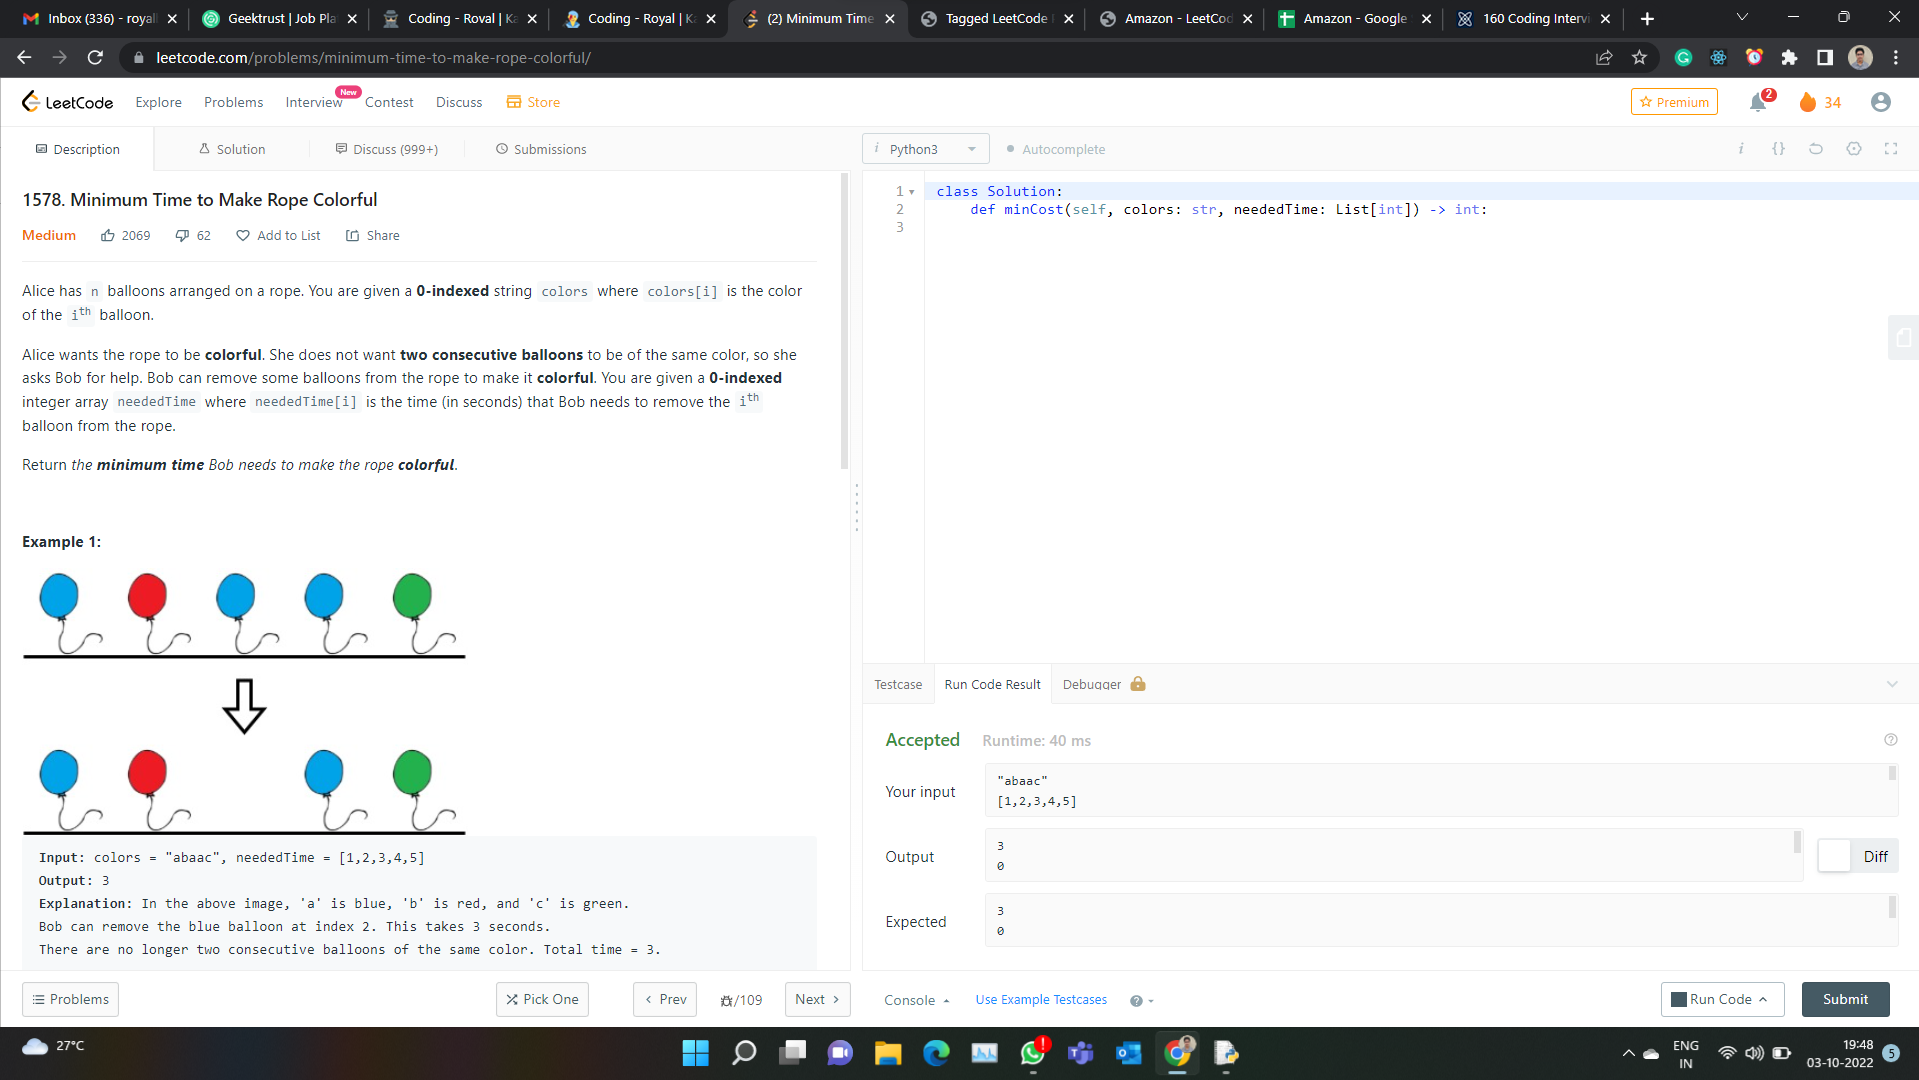 Inbox (336) - royall
Geektrust | Job Pla
Coding - Royal | Ka
Coding - Royal | Ka
(2) Minimum Time
Tagged LeetCode
Amazon - LeetCod
Amazon - Google
160 Coding Intervi
leetcode.com/problems/minimum-time-to-make-rope-colorful/
LeetCode
Explore
Problems
Interview
New
Contest
Discuss
Store
Premium
2
34
Description
Solution
Discuss (999+)
Submissions
Python3
Autocomplete
1578. Minimum Time to Make Rope Colorful
Medium 2069 62 Add to List Share
Alice has n balloons arranged on a rope. You are given a 0-indexed string colors where colors[i] is the color
of the ith balloon.
Alice wants the rope to be colorful. She does not want two consecutive balloons to be of the same color, so she
asks Bob for help. Bob can remove some balloons from the rope to make it colorful. You are given a 0-indexed
integer array neededTime where neededTime[i] is the time (in seconds) that Bob needs to remove the ith
balloon from the rope.
Return the minimum time Bob needs to make the rope colorful.
Example 1:
Input: colors = "abaac", neededTime = [1,2,3,4,5]
Output: 3
Explanation: In the above image, 'a' is blue, 'b' is red, and 'c' is green.
Bob can remove the blue balloon at index 2. This takes 3 seconds.
There are no longer two consecutive balloons of the same color. Total time = 3.
Problems
Pick One
Prev
/109
Next
1 class Solution:
2 def minCost(self, colors: str, neededTime: List[int]) -> int:
3
Testcase
Run Code Result
Debugger
Accepted Runtime: 40 ms
Your input
"abaac"
[1,2,3,4,5]
Output
3
0
Diff
Expected
3
0
Console
Use Example Testcases
Run Code
Submit
27°C
ENG
IN
19:48
03-10-2022
5